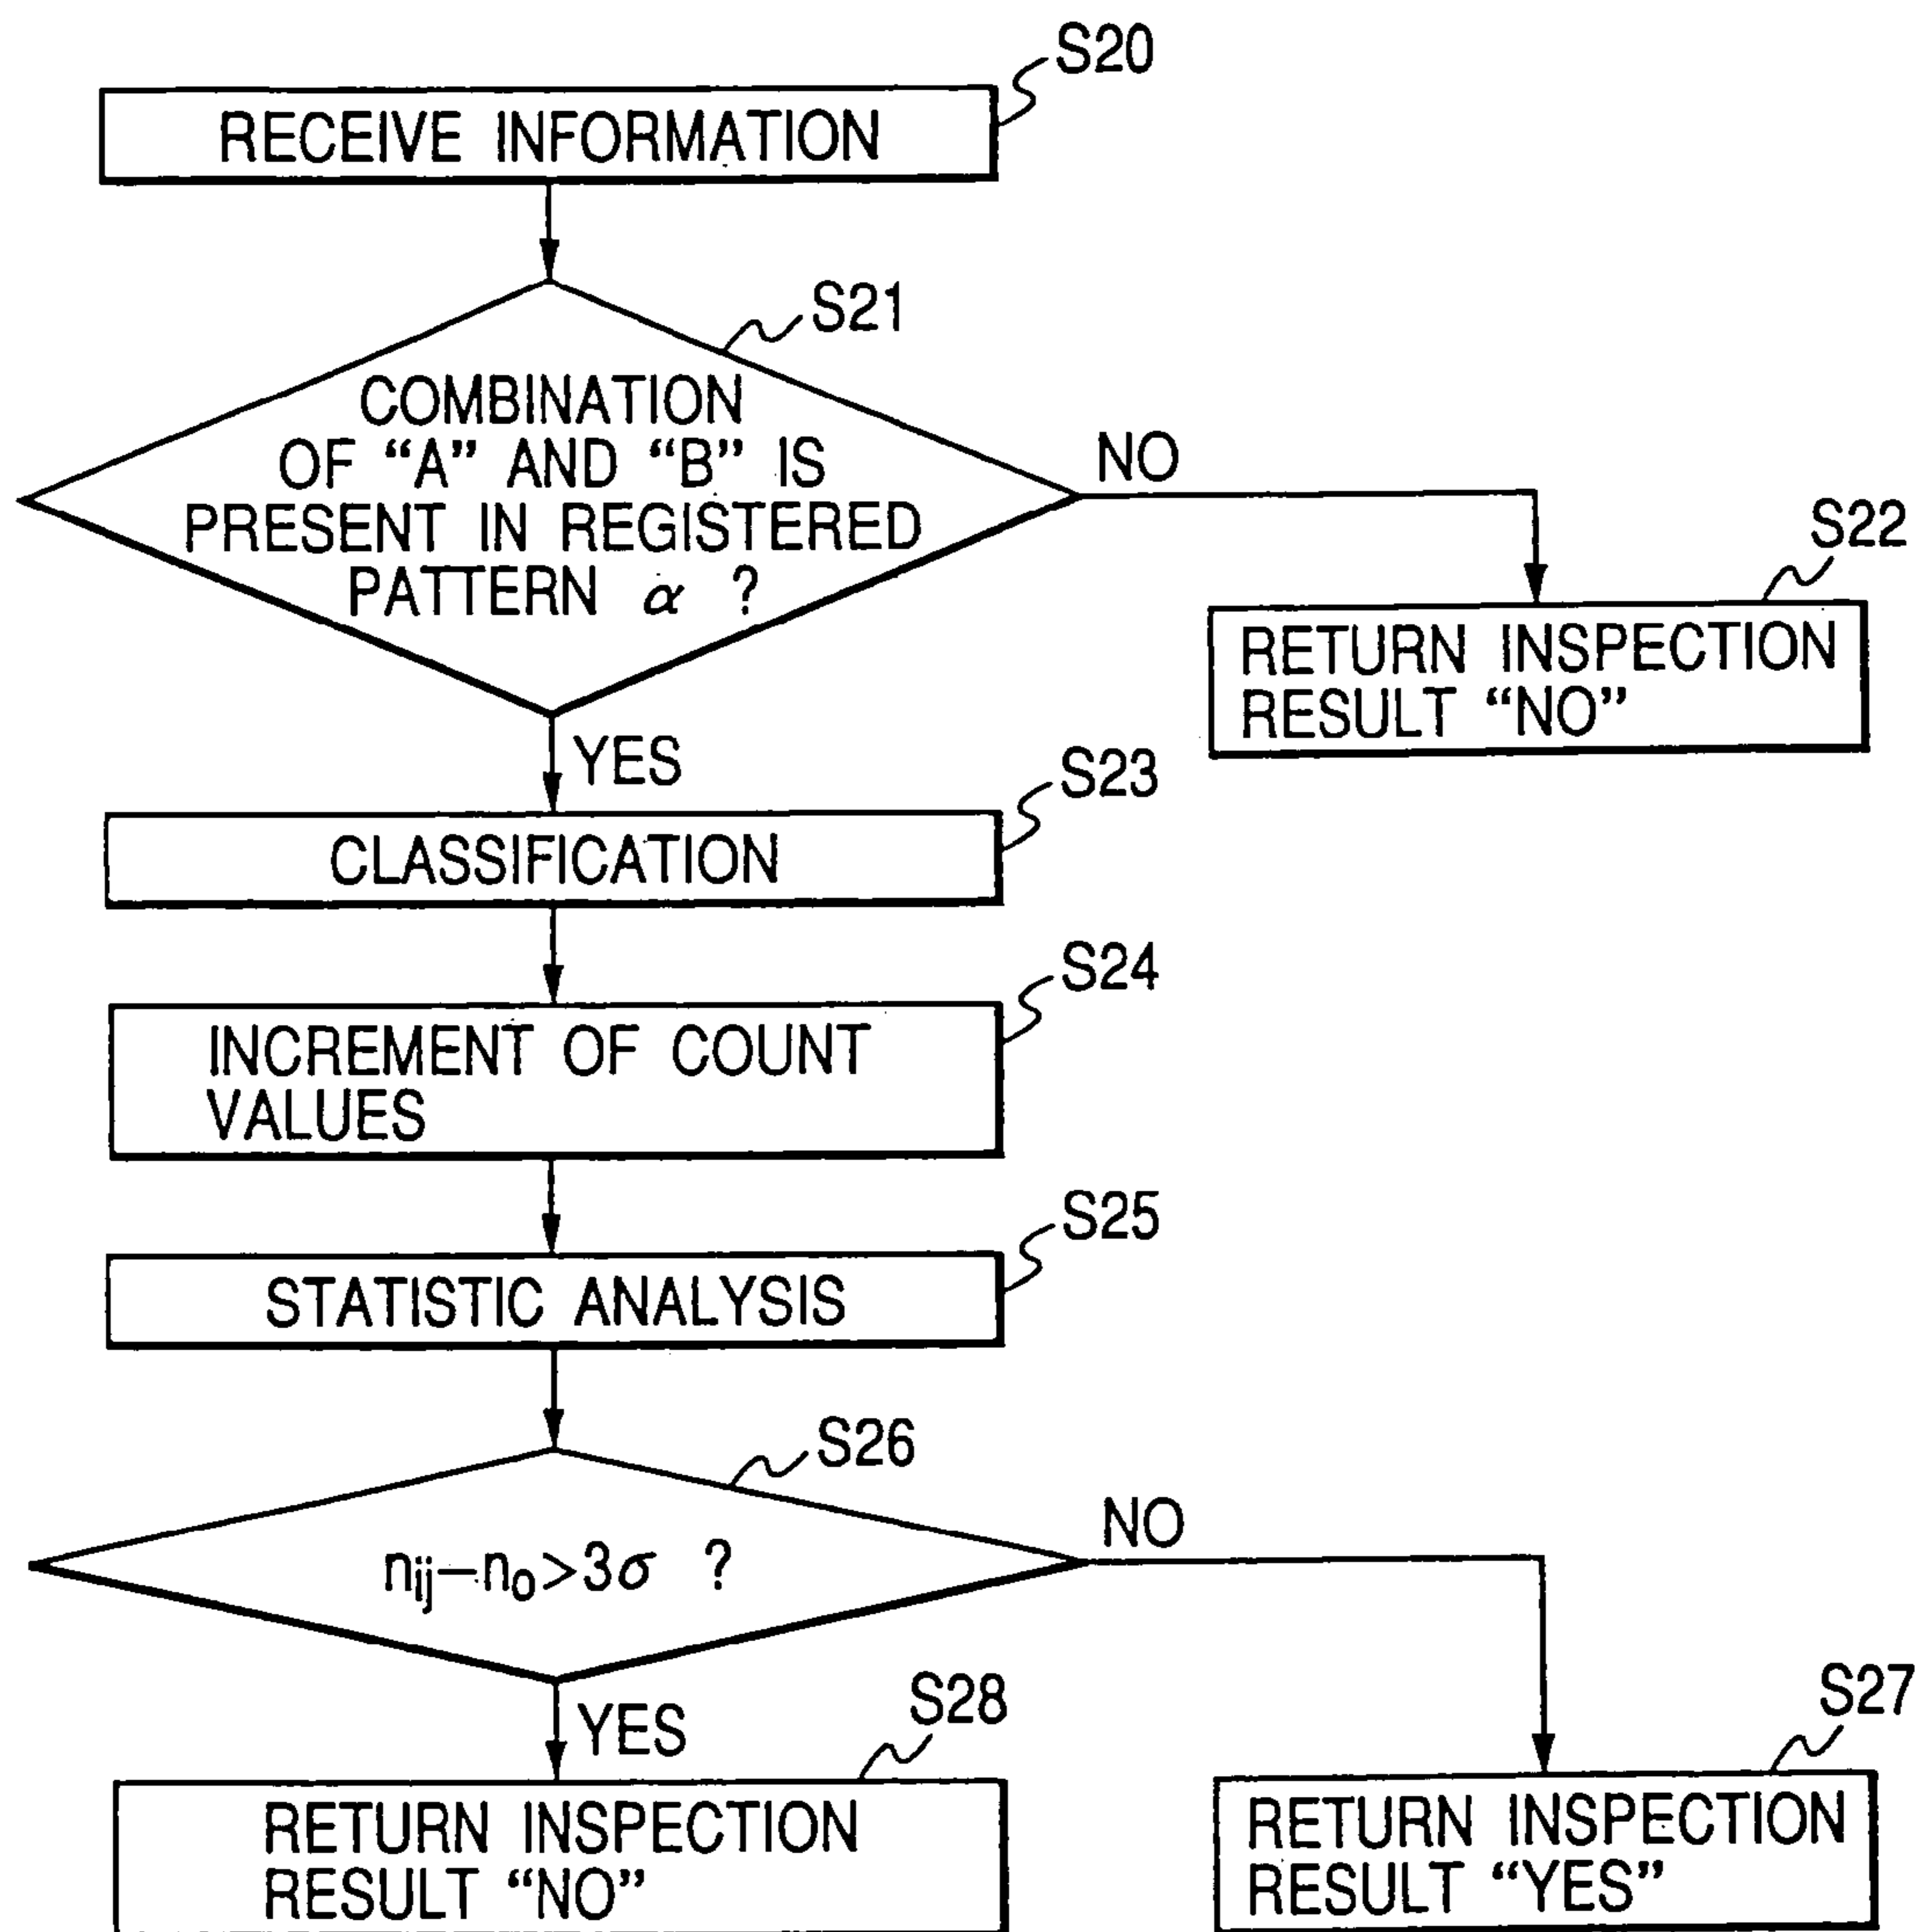 S20
RECEIVE INFORMATION
S21
COMBINATION
OF “A” AND “B” IS
PRESENT IN REGISTERED
PATTERN α ?
NO
S22
RETURN INSPECTION
RESULT “NO”
YES
S23
CLASSIFICATION
S24
INCREMENT OF COUNT
VALUES
S25
STATISTIC ANALYSIS
S26
nij−n0>3σ ?
NO
YES
S28
RETURN INSPECTION
RESULT “NO”
S27
RETURN INSPECTION
RESULT “YES”